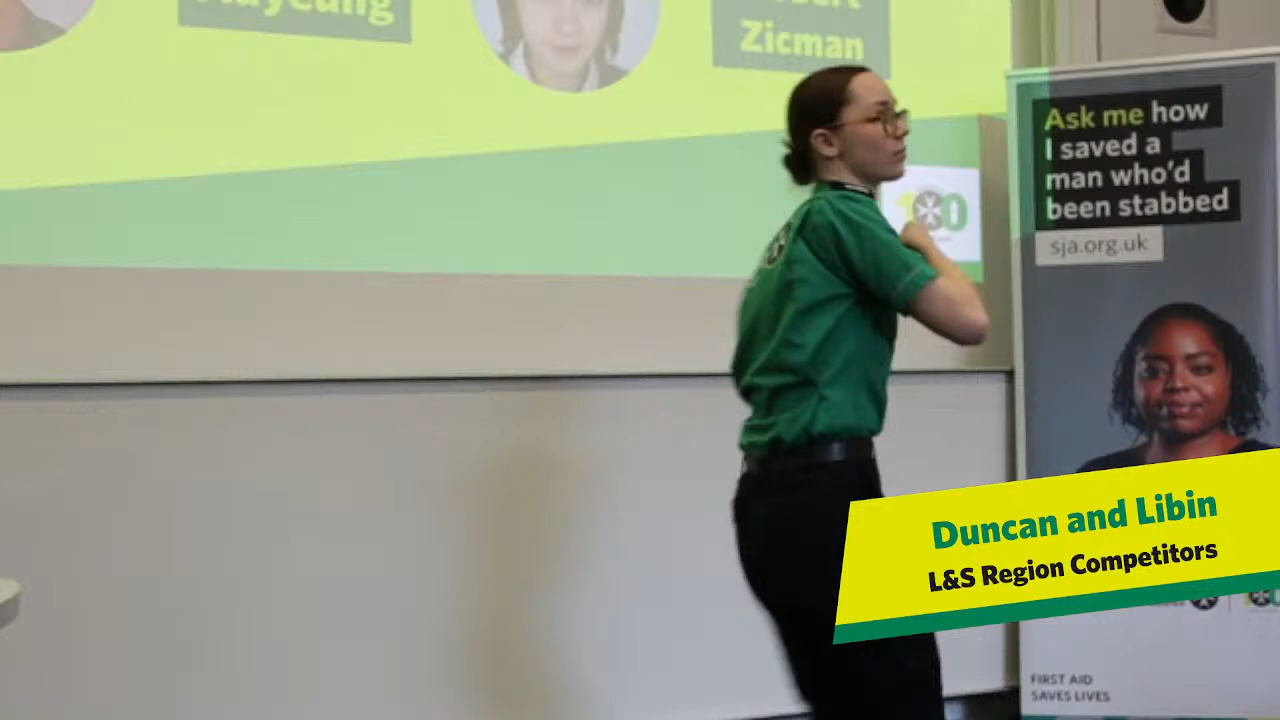 Zicman
Ask me how
I saved a
man who'd
been stabbed
sja.org.uk
100
Duncan and Libin
L&S Region Competitors
FIRST AID
SAVES LIVES